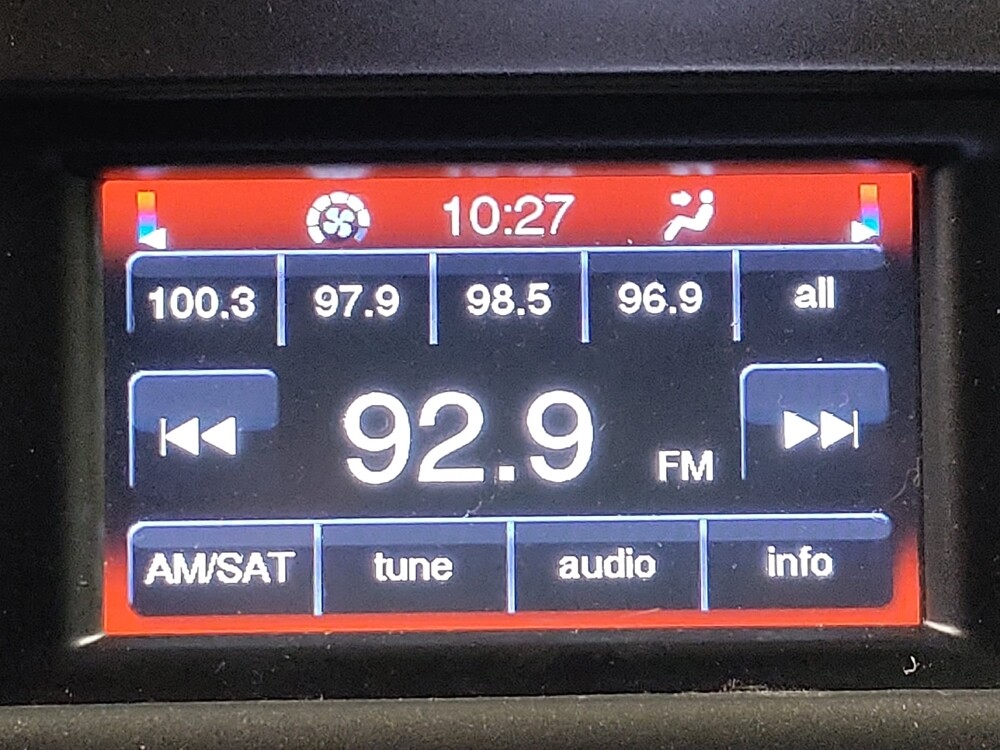 10:27
100.3 97.9 98.5 96.9 all
92.9 FM
AM/SAT tune audio info